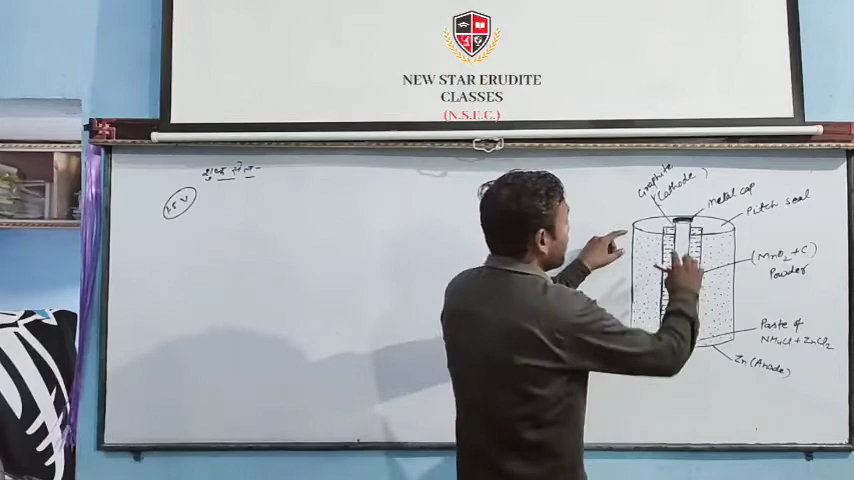 NEW STAR ERUDITE
CLASSES
(N.S.E.C.)
शुष्क सेल -
1.5 V
Graphite
(Cathode)
metal cap
Pitch seal
(MnO2 + C)
Powder
Paste of
NH4Cl + ZnCl2
Zn (Anode)